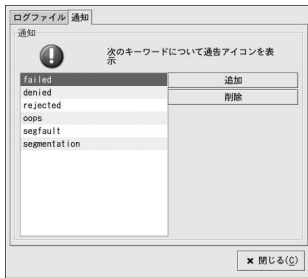 ログファイル 通知
通知
次のキーワードについて通告アイコンを表
示
failed
追加
denied
削除
rejected
oops
segfault
segmentation
× 閉じる(C)